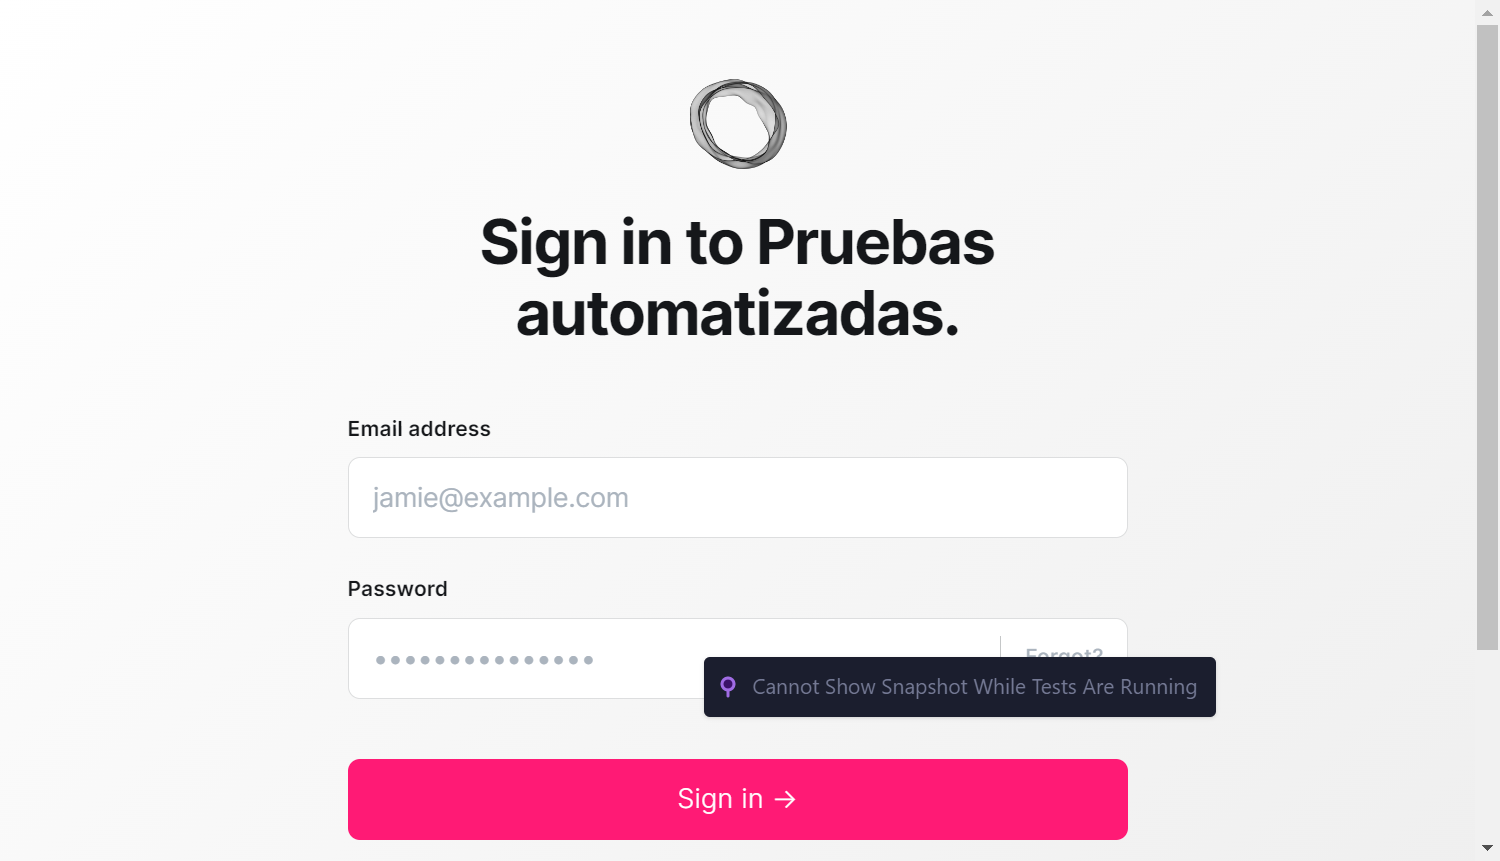 Sign in to Pruebas
automatizadas.
Email address
jamie@example.com
Password
Forgot?
Cannot Show Snapshot While Tests Are Running
Sign in →